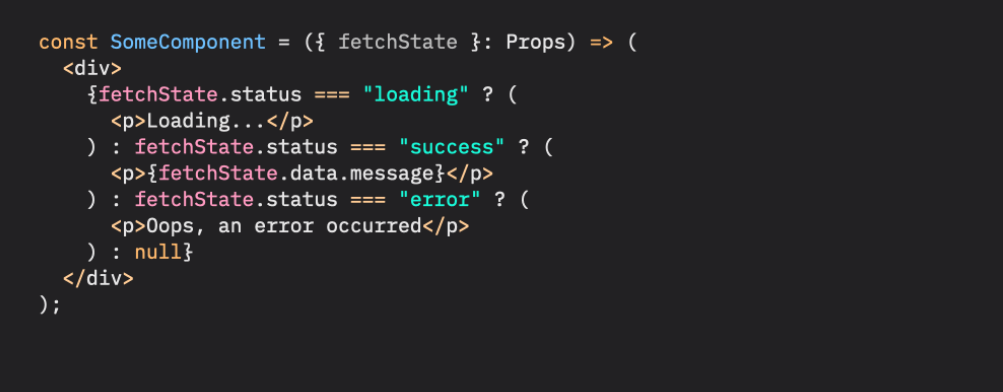 const SomeComponent = ({ fetchState }: Props) => (
  <div>
    {fetchState.status === "loading" ? (
      <p>Loading...</p>
    ) : fetchState.status === "success" ? (
      <p>{fetchState.data.message}</p>
    ) : fetchState.status === "error" ? (
      <p>Oops, an error occurred</p>
    ) : null}
  </div>
);